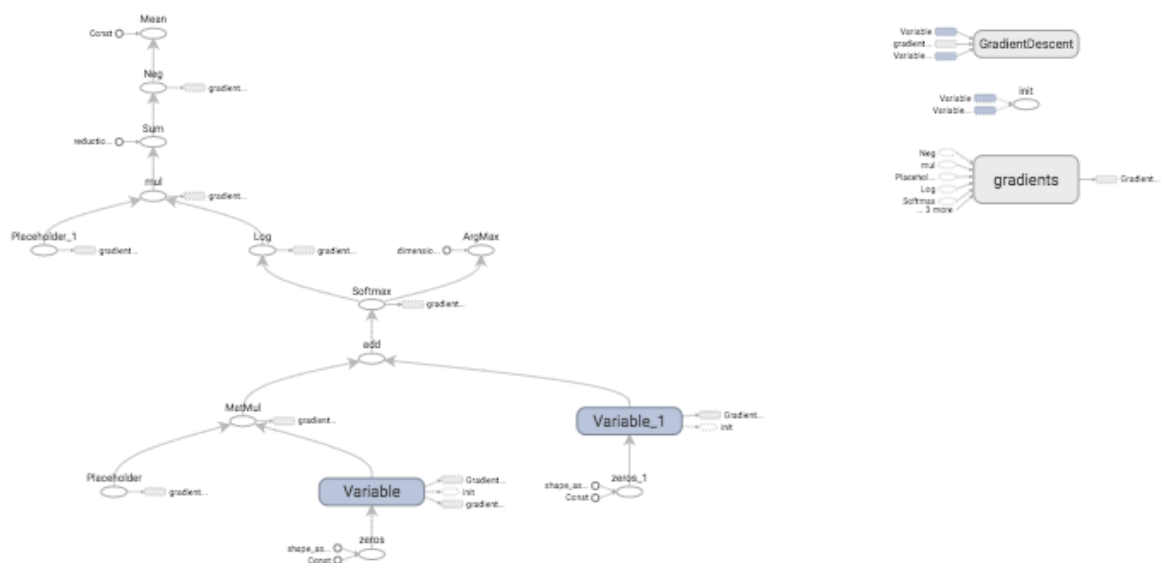 Mean
Const
Neg
gradient...
Sum
reductio...
mul
gradient...
Placeholder_1
gradient...
Log
gradient...
ArgMax
dimensio...
Softmax
gradient...
add
MatMul
gradient...
Variable_1
Gradient...
init
Placeholder
gradient...
Variable
Gradient...
init
gradient...
zeros_1
shape_as...
Const
zeros
shape_as...
Const
Variable
gradient...
Variable...
GradientDescent
init
Variable
Variable...
Neg
mul
Placehol...
Log
Softmax
... 3 more
gradients
Gradient...